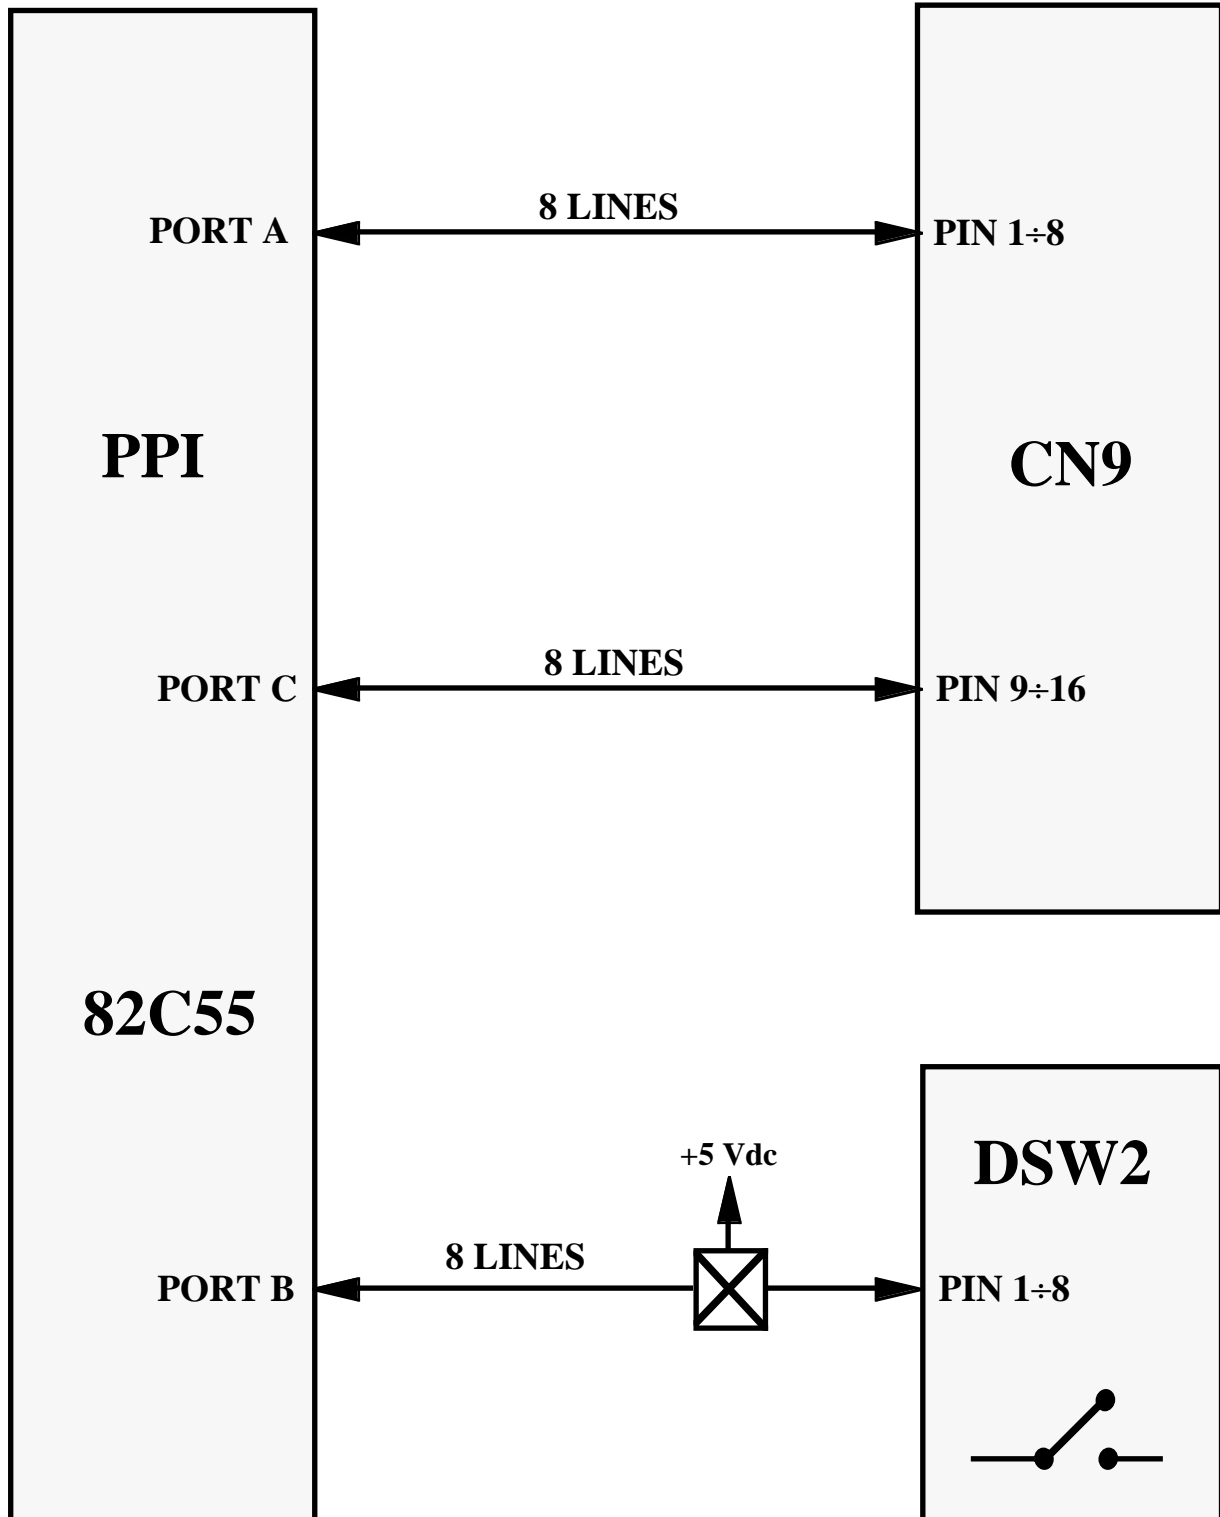 8 LINES
PORT A
PIN 1÷8
PPI
CN9
8 LINES
PORT C
PIN 9÷16
82C55
+5 Vdc
DSW2
8 LINES
PORT B
PIN 1÷8